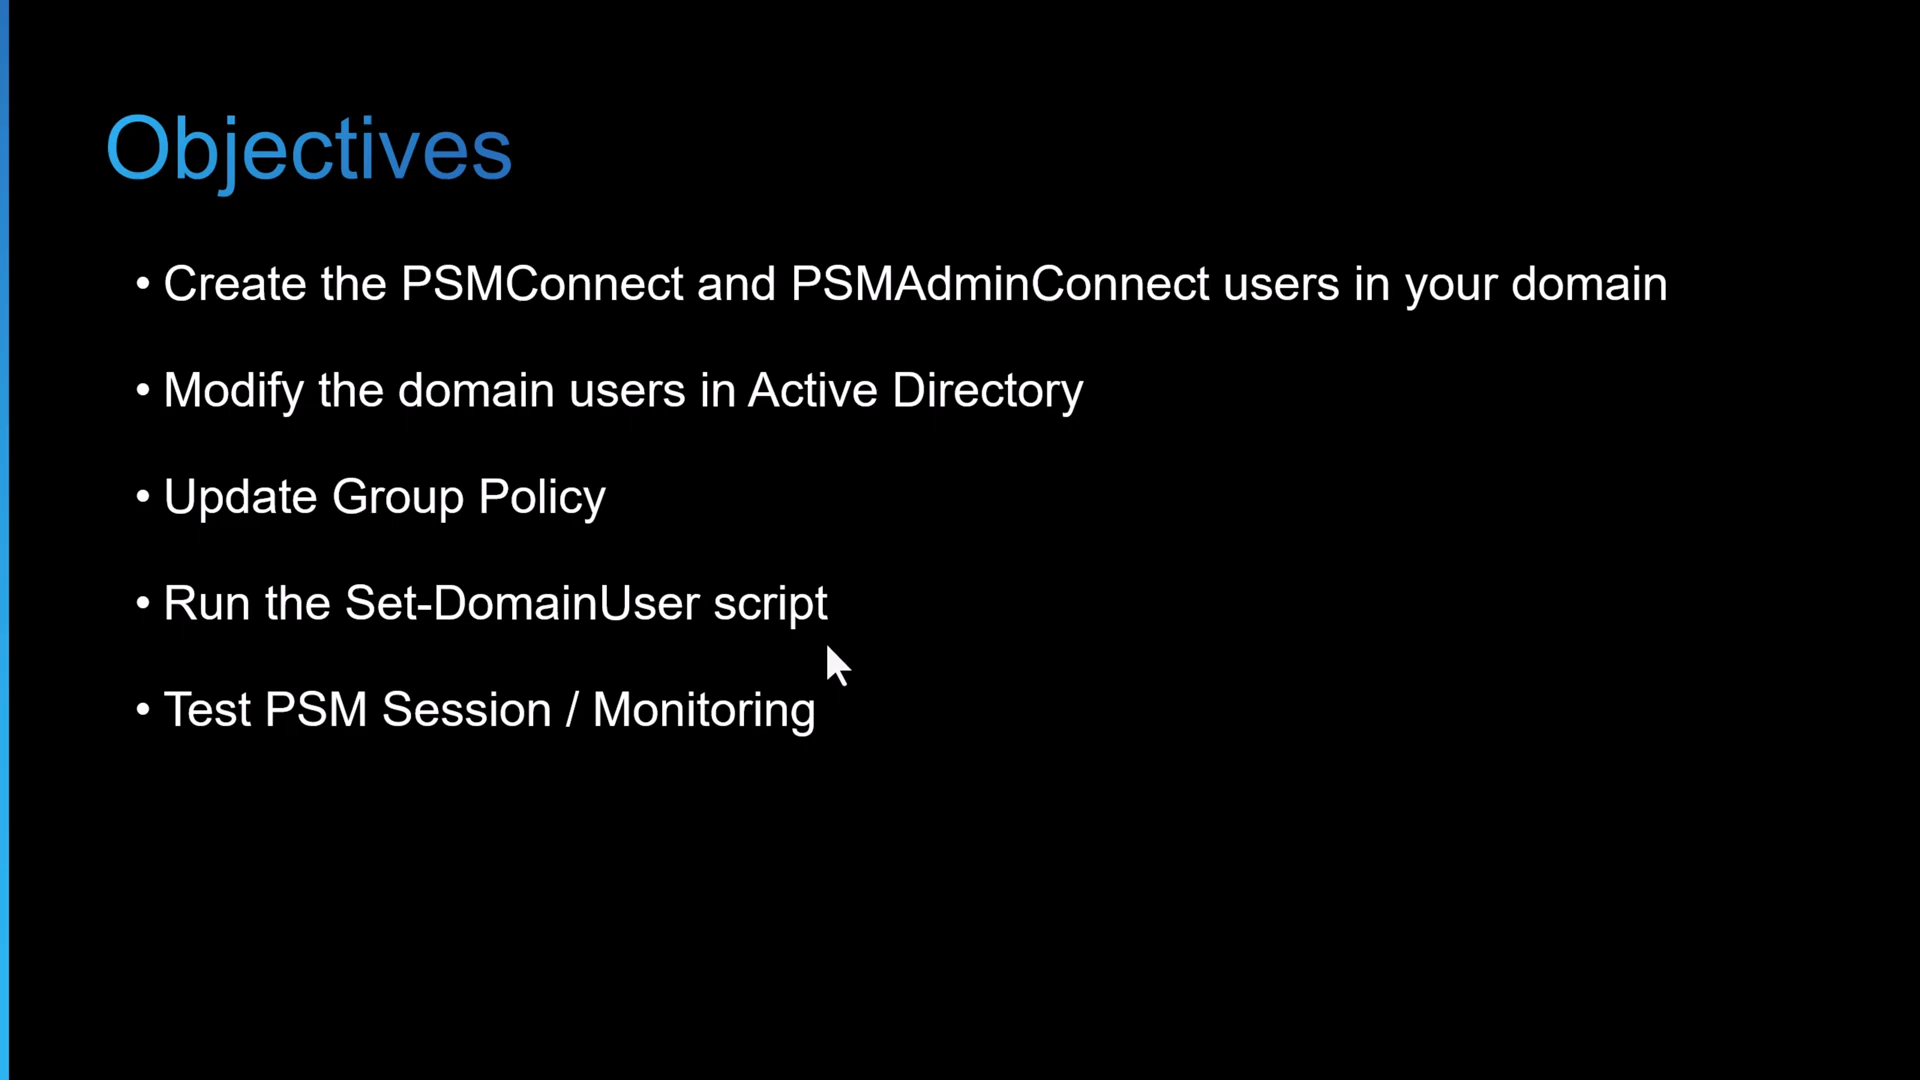 Objectives
• Create the PSMConnect and PSMAdminConnect users in your domain
• Modify the domain users in Active Directory
• Update Group Policy
• Run the Set-DomainUser script
• Test PSM Session / Monitoring